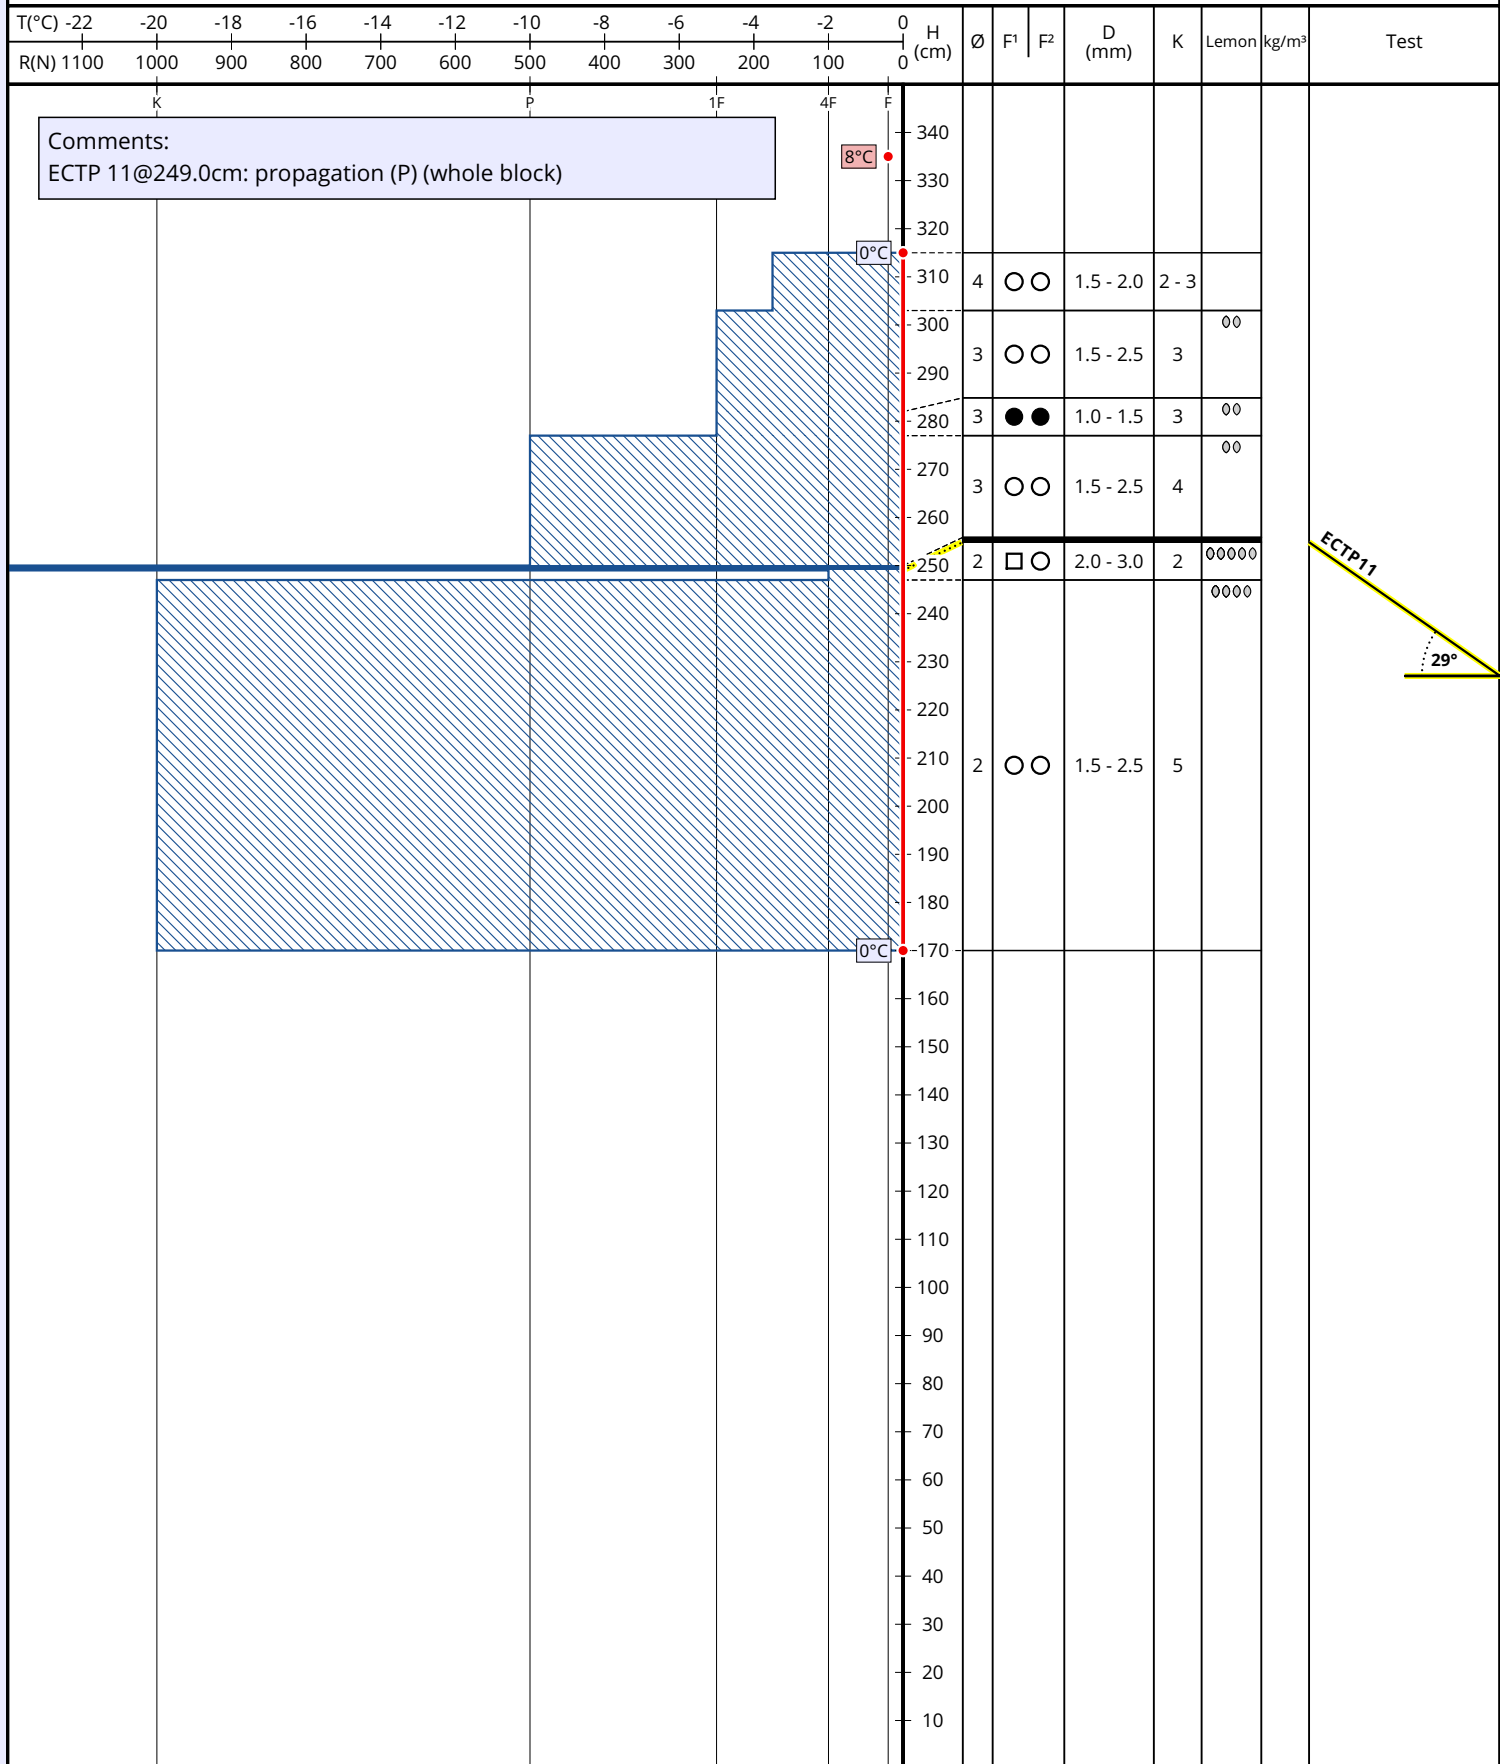 T(°C) -22 -20 -18 -16 -14 -12 -10 -8 -6 -4 -2 0
R(N) 1100 1000 900 800 700 600 500 400 300 200 100 0
H (cm) Ø F¹ F² D (mm) K Lemon kg/m³ Test
K P 1F 4F F
Comments:
ECTP 11@249.0cm: propagation (P) (whole block)
340
8°C
330
320
0°C
310 4 1.5 - 2.0 2 - 3
300
290 3 1.5 - 2.5 3
280 3 1.0 - 1.5 3
270
3 1.5 - 2.5 4
260
ECTP11
250 2 2.0 - 3.0 2
240
230
29°
220
210
2 1.5 - 2.5 5
200
190
180
0°C 170
160
150
140
130
120
110
100
90
80
70
60
50
40
30
20
10